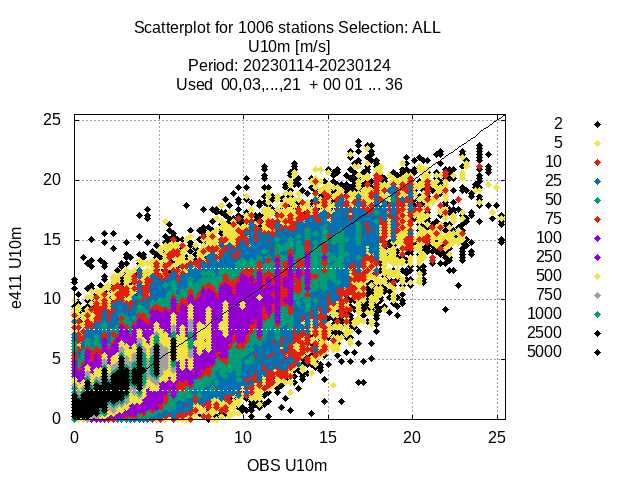 Scatterplot for 1006 stations Selection: ALL
U10m [m/s]
Period: 20230114-20230124
Used  00,03,...,21  + 00 01 ... 36
25
20
15
10
5
0
e411 U10m
0 5 10 15 20 25
OBS U10m
2
5
10
25
50
75
100
250
500
750
1000
2500
5000